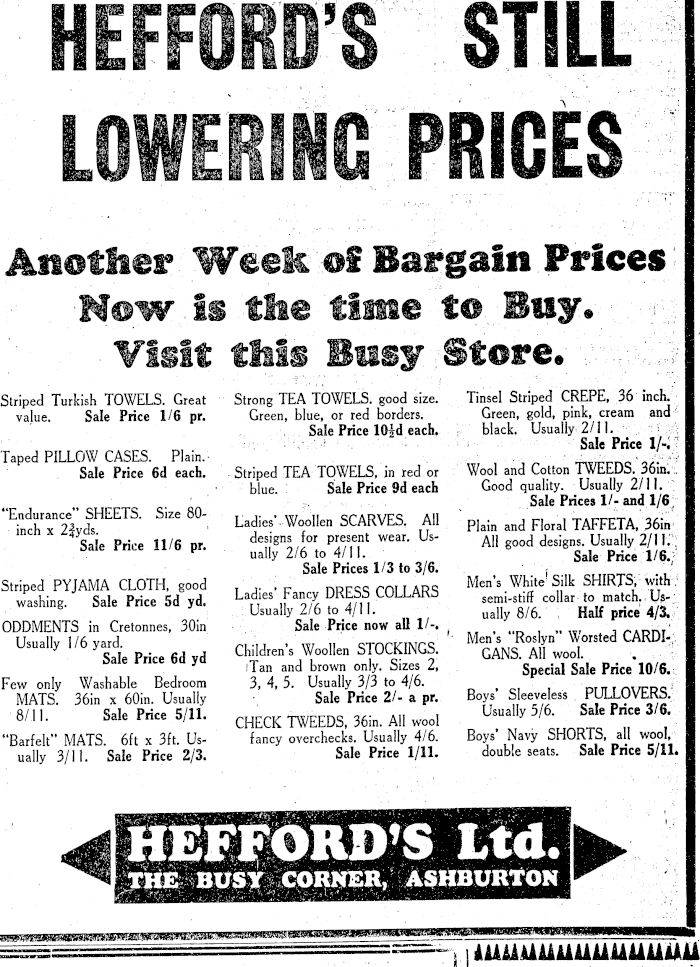 HEFFORD'S STILL
LOWERING PRICES
Another Week of Bargain Prices
Now is the time to Buy.
Visit this Busy Store.
Striped Turkish TOWELS. Great
value. Sale Price 1/6 pr.
Taped PILLOW CASES. Plain.
Sale Price 6d each.
"Endurance" SHEETS. Size 80-
inch x 2¾yds.
Sale Price 11/6 pr.
Striped PYJAMA CLOTH, good
washing. Sale Price 5d yd.
ODDMENTS in Cretonnes, 30in
Usually 1/6 yard.
Sale Price 6d yd
Few only Washable Bedroom
MATS. 36in x 60in. Usually
8/11. Sale Price 5/11.
"Barfelt" MATS. 6ft x 3ft. Us-
ually 3/11. Sale Price 2/3.
Strong TEA TOWELS. good size.
Green, blue, or red borders.
Sale Price 10½d each.
Striped TEA TOWELS, in red or
blue. Sale Price 9d each
Ladies' Woollen SCARVES. All
designs for present wear. Us-
ually 2/6 to 4/11.
Sale Prices 1/3 to 3/6.
Ladies' Fancy DRESS COLLARS
Usually 2/6 to 4/11.
Sale Price now all 1/-.
Children's Woollen STOCKINGS.
Tan and brown only. Sizes 2,
3, 4, 5. Usually 3/3 to 4/6.
Sale Price 2/- a pr.
CHECK TWEEDS, 36in. All wool
fancy overchecks. Usually 4/6.
Sale Price 1/11.
Tinsel Striped CREPE, 36 inch.
Green, gold, pink, cream and
black. Usually 2/11.
Sale Price 1/-.
Wool and Cotton TWEEDS. 36in.
Good quality. Usually 2/11.
Sale Prices 1/- and 1/6
Plain and Floral TAFFETA, 36in
All good designs. Usually 2/11.
Sale Price 1/6.
Men's White Silk SHIRTS, with
semi-stiff collar to match. Us-
ually 8/6. Half price 4/3.
Men's "Roslyn" Worsted CARDI-
GANS. All wool.
Special Sale Price 10/6.
Boys' Sleeveless PULLOVERS.
Usually 5/6. Sale Price 3/6.
Boys' Navy SHORTS, all wool,
double seats. Sale Price 5/11.
HEFFORD'S Ltd.
THE BUSY CORNER, ASHBURTON